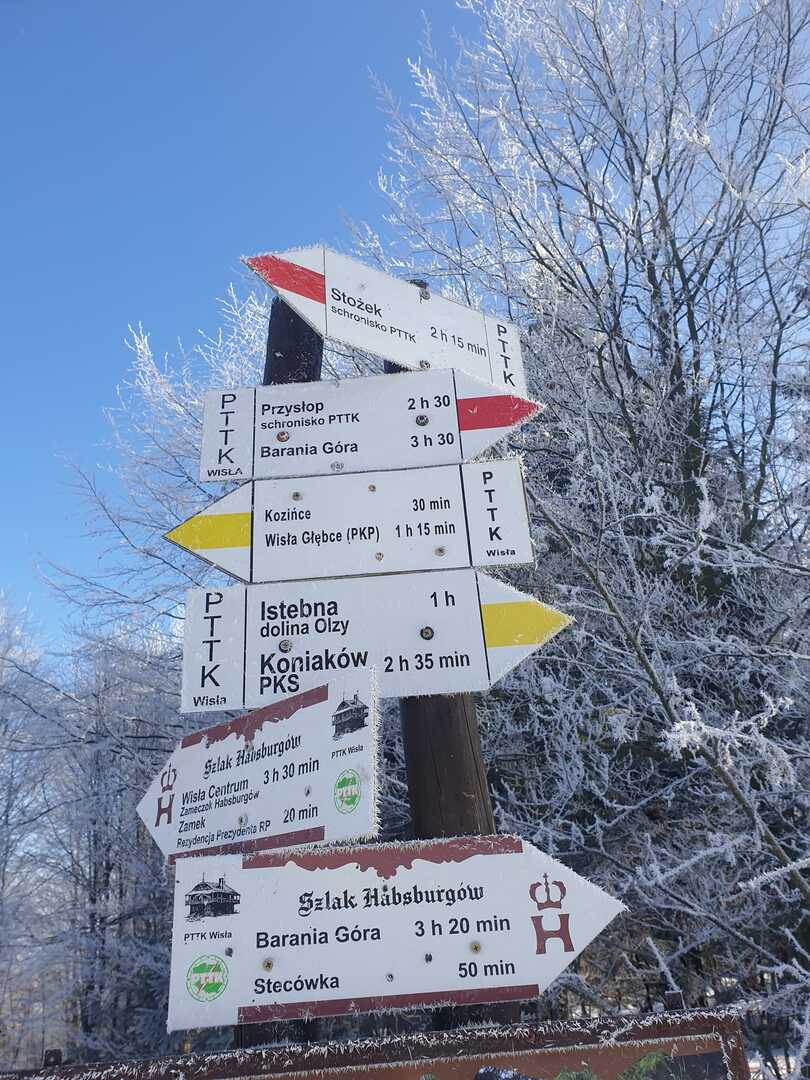 Stożek
schronisko PTTK 2 h 15 min
PTTK
PTTK
WISŁA
Przysłop 2 h 30
schronisko PTTK
Barania Góra 3 h 30
Kozińce 30 min
Wisła Głębce (PKP) 1 h 15 min
PTTK
Wisła
PTTK
Wisła
Istebna 1 h
dolina Olzy
Koniaków 2 h 35 min
PKS
Szlak Habsburgów
Wisła Centrum 3 h 30 min
Zameczek Habsburgów
Zamek 20 min
Rezydencja Prezydenta RP
PTTK Wisła
PTTK
H
PTTK Wisła
PTTK
Szlak Habsburgów
Barania Góra 3 h 20 min
Stecówka 50 min
H